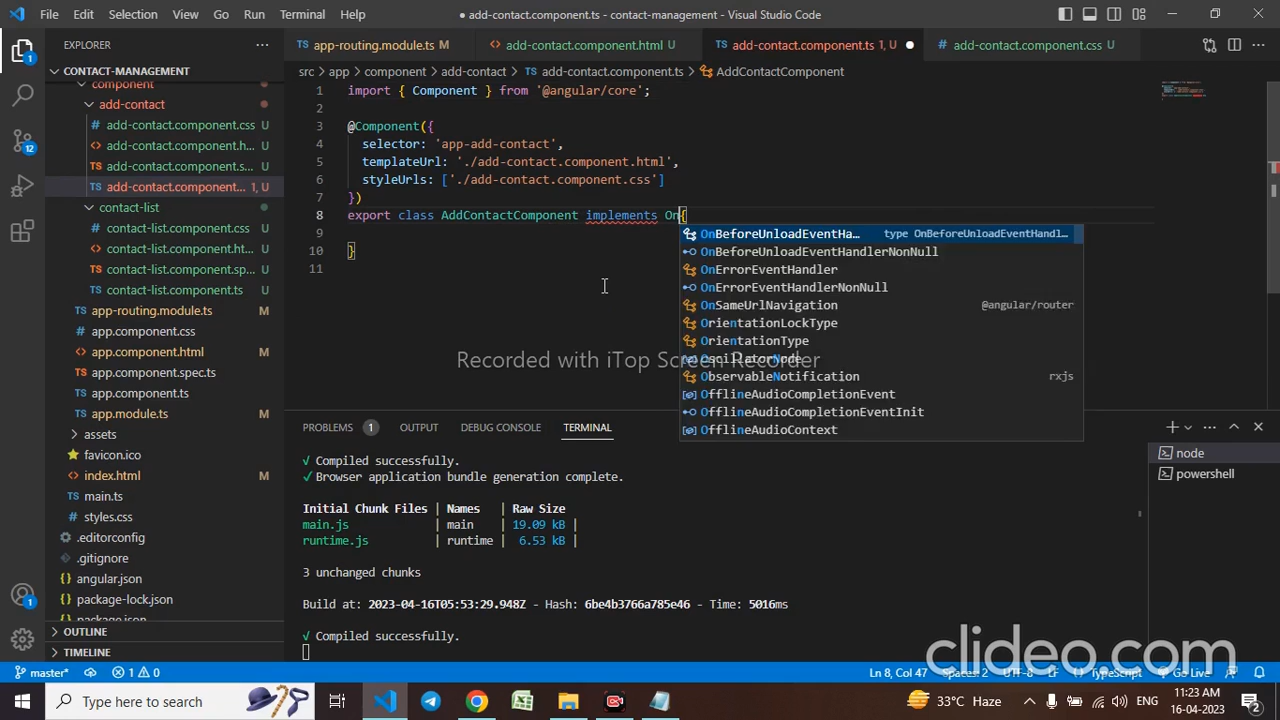 File Edit Selection View Go Run Terminal Help
● add-contact.component.ts - contact-management - Visual Studio Code
EXPLORER
CONTACT-MANAGEMENT
component
add-contact
add-contact.component.css U
add-contact.component.h... U
add-contact.component.s... U
add-contact.component... 1, U
contact-list
contact-list.component.css U
contact-list.component.ht... U
contact-list.component.sp... U
contact-list.component.ts U
app-routing.module.ts M
app.component.css
app.component.html M
app.component.spec.ts
app.component.ts
app.module.ts M
assets
favicon.ico
index.html M
main.ts
styles.css
.editorconfig
.gitignore
angular.json
package-lock.json
package.json
OUTLINE
TIMELINE
app-routing.module.ts M
add-contact.component.html U
add-contact.component.ts 1, U ●
add-contact.component.css U
src > app > component > add-contact > TS add-contact.component.ts > AddContactComponent
1 import { Component } from '@angular/core';
2
3 @Component({
4 selector: 'app-add-contact',
5 templateUrl: './add-contact.component.html',
6 styleUrls: ['./add-contact.component.css']
7 })
8 export class AddContactComponent implements On{
9
10 }
11
OnBeforeUnloadEventHa... type OnBeforeUnloadEventHandl...
OnBeforeUnloadEventHandlerNonNull
OnErrorEventHandler
OnErrorEventHandlerNonNull
OnSameUrlNavigation @angular/router
OrientationLockType
OrientationType
OscillatorNode
ObservableNotification rxjs
OfflineAudioCompletionEvent
OfflineAudioCompletionEventInit
OfflineAudioContext
Recorded with iTop Screen Recorder
PROBLEMS 1 OUTPUT DEBUG CONSOLE TERMINAL
√ Compiled successfully.
✓ Browser application bundle generation complete.
Initial Chunk Files | Names | Raw Size
main.js | main | 19.09 kB |
runtime.js | runtime | 6.53 kB |
3 unchanged chunks
Build at: 2023-04-16T05:53:29.948Z - Hash: 6be4b3766a785e46 - Time: 5016ms
√ Compiled successfully.
node
powershell
clideo.com
master* 1 0 Ln 8, Col 47 Spaces: 2 UTF-8 LF {} TypeScript Go Live
Type here to search
33°C Haze
ENG
11:23 AM
16-04-2023
2